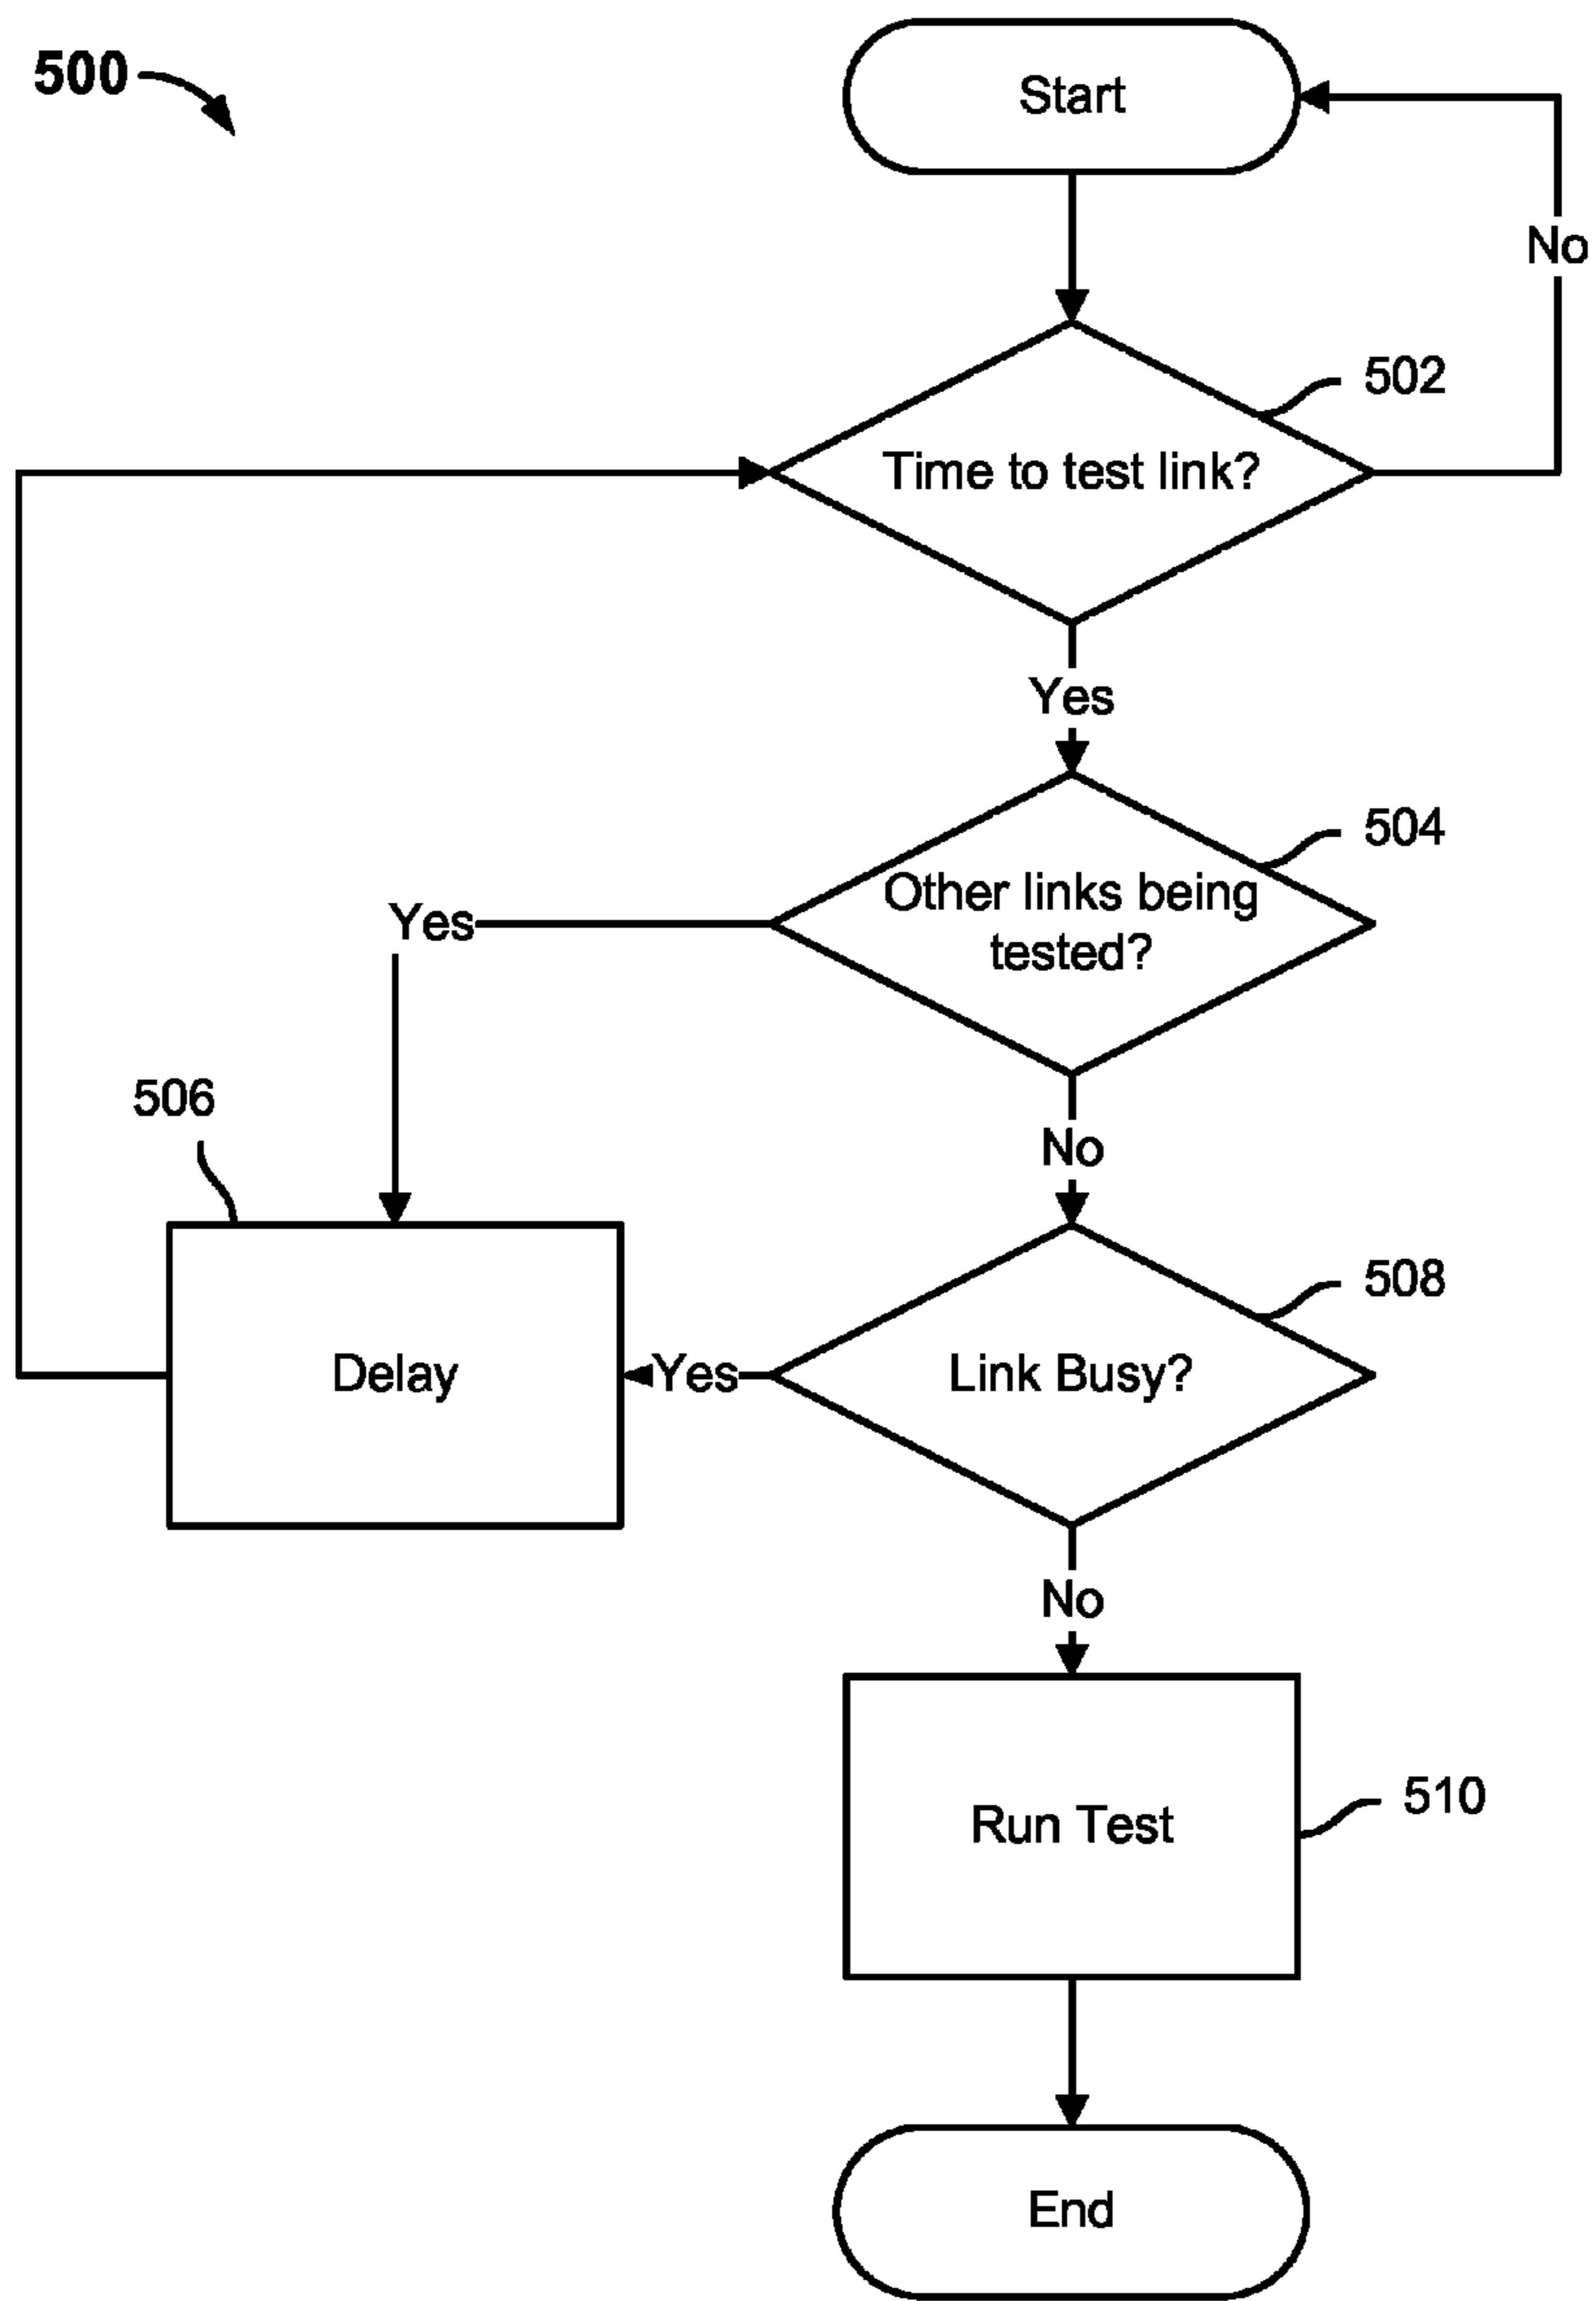 500
Start
No
502
Time to test link?
Yes
504
Other links being
tested?
Yes
506
No
508
Delay
Yes
Link Busy?
No
510
Run Test
End